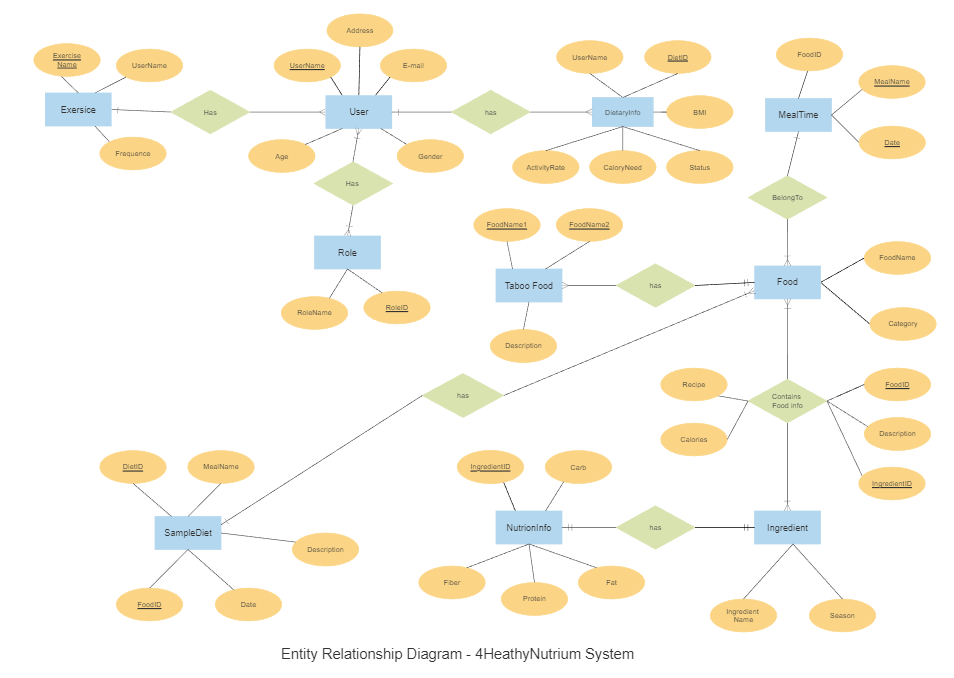 Address
Exercise
Name
UserName
UserName
E-mail
UserName
DietID
FoodID
MealName
Exersice
Has
User
has
DietaryInfo
BMI
MealTime
Frequence
Age
Gender
ActivityRate
CaloryNeed
Status
Date
Has
BelongTo
FoodName1
FoodName2
Role
FoodName
Taboo Food
has
Food
RoleName
RoleID
Category
Description
has
Recipe
Contains
Food info
FoodID
Calories
Description
DietID
MealName
IngredientID
Carb
IngredientID
SampleDiet
NutrionInfo
has
Ingredient
Description
Fiber
Protein
Fat
FoodID
Date
Ingredient
Name
Season
Entity Relationship Diagram - 4HeathyNutrium System